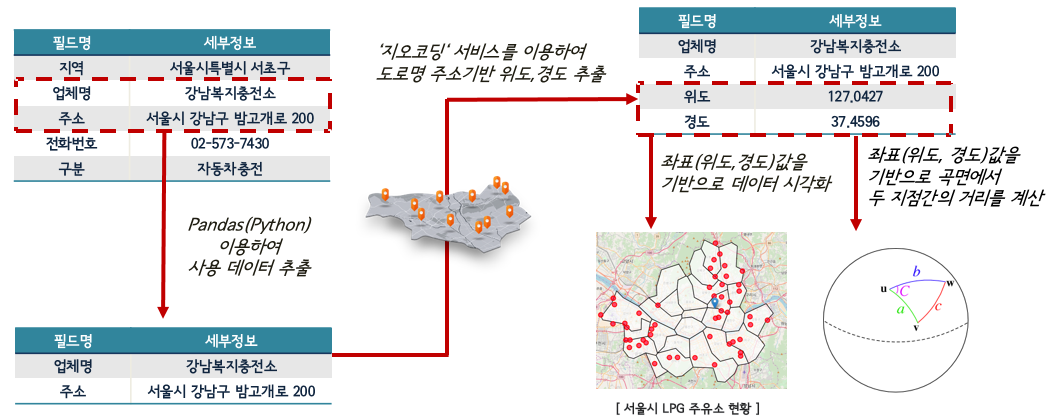 필드명 세부정보
지역 서울시특별시 서초구
업체명 강남복지충전소
주소 서울시 강남구 밤고개로 200
전화번호 02-573-7430
구분 자동차충전
Pandas(Python)
이용하여
사용 데이터 추출
필드명 세부정보
업체명 강남복지충전소
주소 서울시 강남구 밤고개로 200
‘지오코딩‘ 서비스를 이용하여
도로명 주소기반 위도,경도 추출
필드명 세부정보
업체명 강남복지충전소
주소 서울시 강남구 밤고개로 200
위도 127.0427
경도 37.4596
좌표(위도,경도)값을
기반으로 데이터 시각화
좌표(위도, 경도)값을
기반으로 곡면에서
두 지점간의 거리를 계산
[ 서울시 LPG 주유소 현황 ]
b
u C w
a c
v